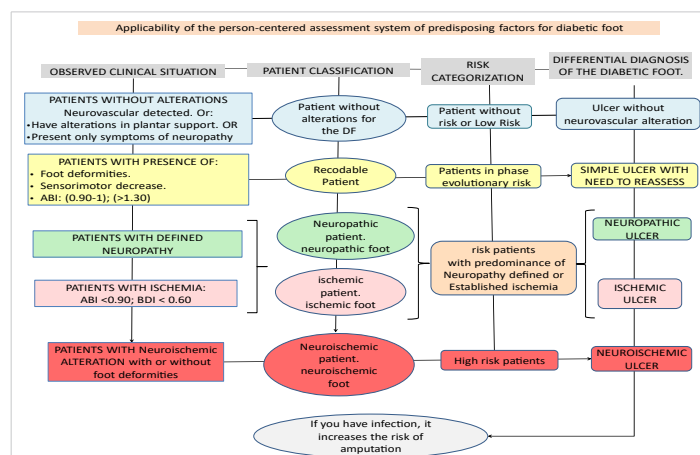 Applicability of the person-centered assessment system of predisposing factors for diabetic foot
OBSERVED CLINICAL SITUATION
PATIENT CLASSIFICATION
RISK
CATEGORIZATION
DIFFERENTIAL DIAGNOSIS
OF THE DIABETIC FOOT.
PATIENTS WITHOUT ALTERATIONS
Neurovascular detected. Or:
•Have alterations in plantar support. OR
•Present only symptoms of neuropathy
Patient without
alterations for
the DF
Patient without
risk or Low Risk
Ulcer without
neurovascular alteration
PATIENTS WITH PRESENCE OF:
• Foot deformities.
• Sensorimotor decrease.
• ABI: (0.90-1); (>1.30)
Recodable
Patient
Patients in phase
evolutionary risk
SIMPLE ULCER WITH
NEED TO REASSESS
PATIENTS WITH DEFINED
NEUROPATHY
Neuropathic
patient.
neuropathic foot
risk patients
with predominance of
Neuropathy defined or
Established ischemia
NEUROPATHIC
ULCER
PATIENTS WITH ISCHEMIA:
ABI <0.90; BDI < 0.60
ischemic
patient.
ischemic foot
ISCHEMIC
ULCER
PATIENTS WITH Neuroischemic
ALTERATION with or without
foot deformities
Neuroischemic
patient.
neuroischemic
foot
High risk patients
NEUROISCHEMIC
ULCER
If you have infection, it
increases the risk of
amputation